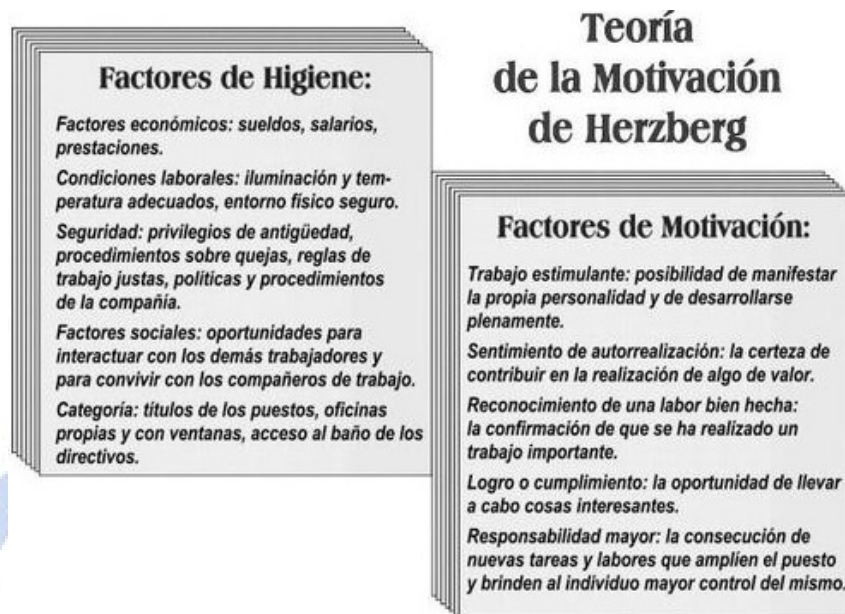 Teoría
de la Motivación
de Herzberg
Factores de Higiene:
Factores económicos: sueldos, salarios,
prestaciones.
Condiciones laborales: iluminación y tem-
peratura adecuados, entorno físico seguro.
Seguridad: privilegios de antigüedad,
procedimientos sobre quejas, reglas de
trabajo justas, políticas y procedimientos
de la compañía.
Factores sociales: oportunidades para
interactuar con los demás trabajadores y
para convivir con los compañeros de trabajo.
Categoría: títulos de los puestos, oficinas
propias y con ventanas, acceso al baño de los
directivos.
Factores de Motivación:
Trabajo estimulante: posibilidad de manifestar
la propia personalidad y de desarrollarse
plenamente.
Sentimiento de autorrealización: la certeza de
contribuir en la realización de algo de valor.
Reconocimiento de una labor bien hecha:
la confirmación de que se ha realizado un
trabajo importante.
Logro o cumplimiento: la oportunidad de llevar
a cabo cosas interesantes.
Responsabilidad mayor: la consecución de
nuevas tareas y labores que amplíen el puesto
y brinden al individuo mayor control del mismo.